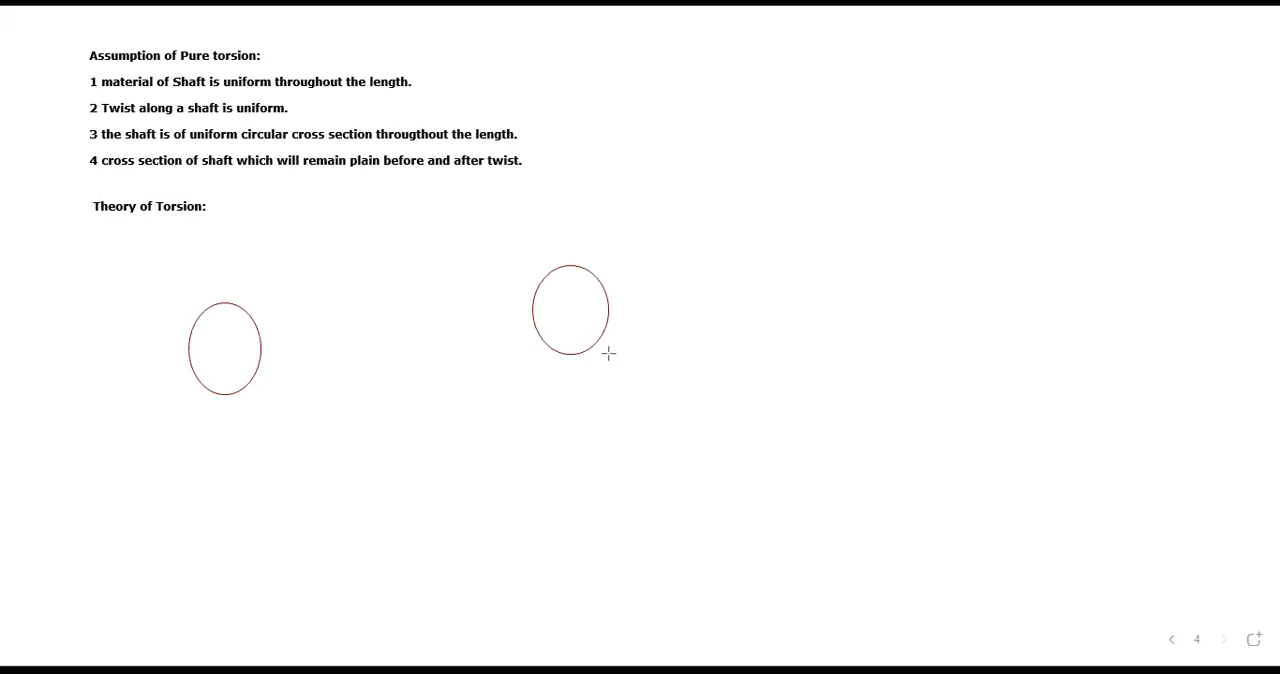 Assumption of Pure torsion:
1 material of Shaft is uniform throughout the length.
2 Twist along a shaft is uniform.
3 the shaft is of uniform circular cross section througthout the length.
4 cross section of shaft which will remain plain before and after twist.
Theory of Torsion:
4